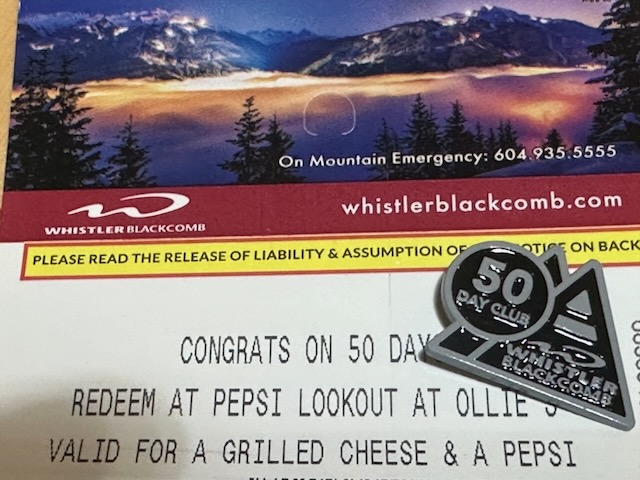 On Mountain Emergency: 604.935.5555
WHISTLERBLACKCOMB
whistlerblackcomb.com
PLEASE READ THE RELEASE OF LIABILITY & ASSUMPTION OF NOTICE ON BACK
50
DAY CLUB
WHISTLER
BLACKCOMB
CONGRATS ON 50 DAY
REDEEM AT PEPSI LOOKOUT AT OLLIE'S
VALID FOR A GRILLED CHEESE & A PEPSI